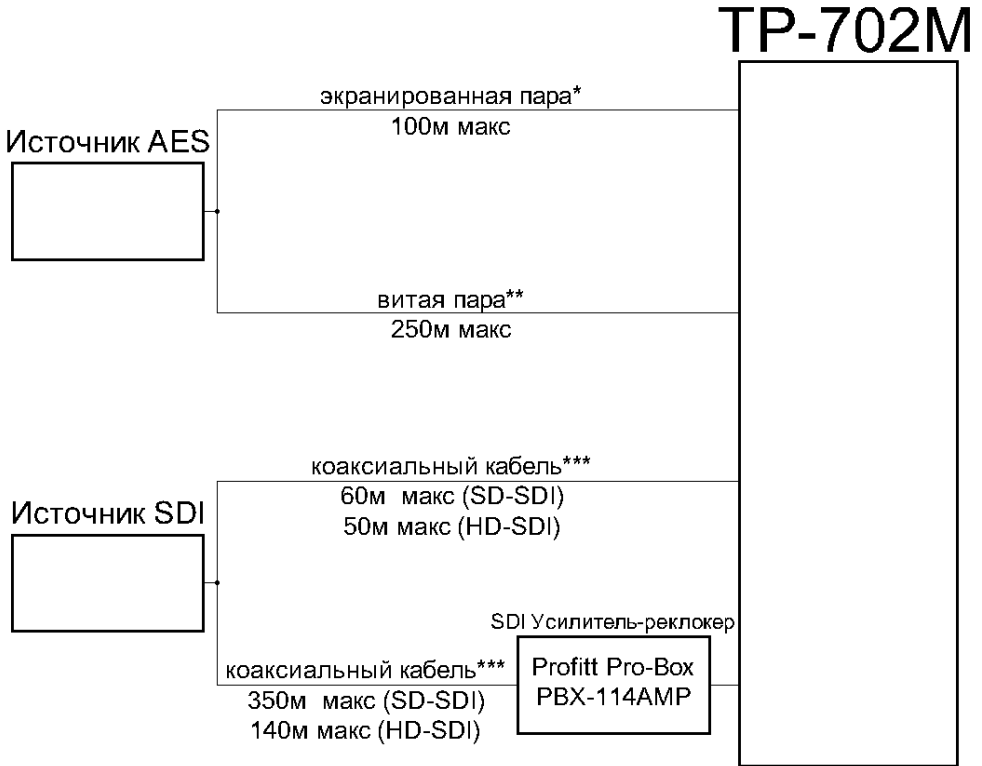 ТР-702М
экранированная пара*
100м макс
Источник AES
витая пара**
250м макс
коаксиальный кабель***
60м  макс (SD-SDI)
50м макс (HD-SDI)
Источник SDI
SDI Усилитель-реклокер
Profitt Pro-Box
PBX-114AMP
коаксиальный кабель***
350м  макс (SD-SDI)
140м макс (HD-SDI)